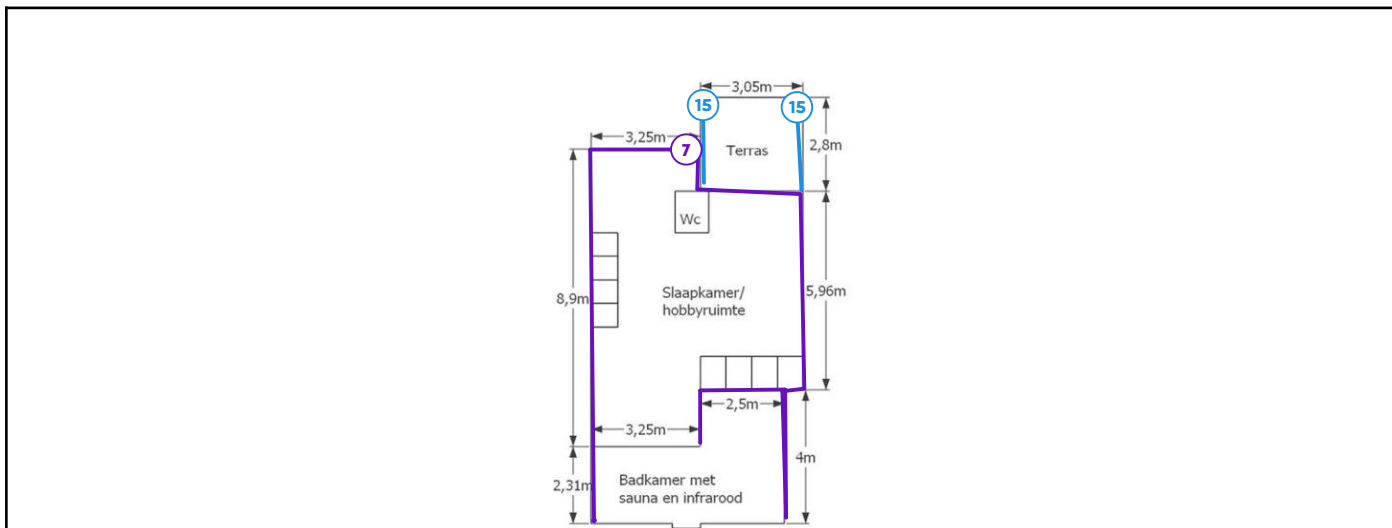 3,05m
15
15
3,25m
7
Terras
2,8m
Wc
8,9m
Slaapkamer/
hobbyruimte
5,96m
2,5m
3,25m
4m
2,31m
Badkamer met
sauna en infrarood